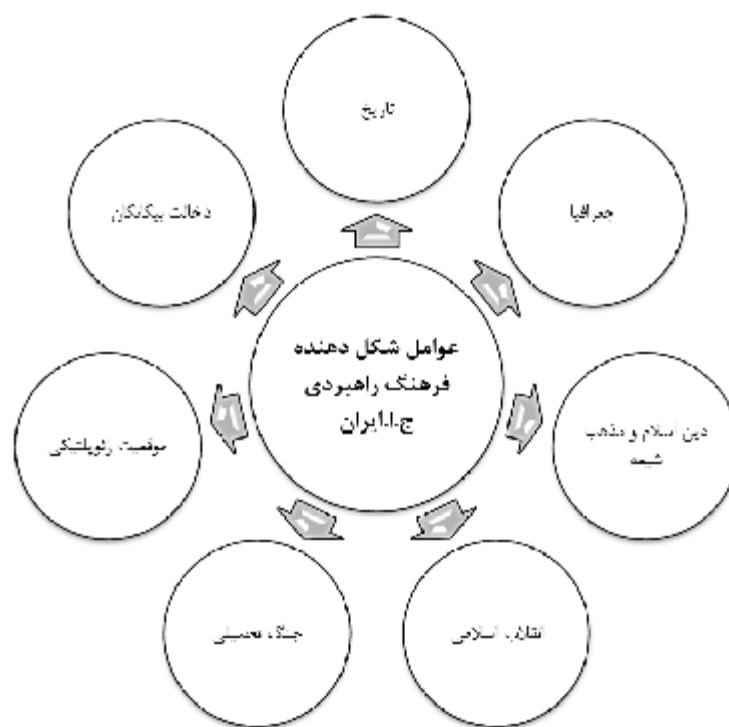 تاریخ
جغرافیا
دین اسلام و مذهب
شیعه
انقلاب اسلامی
جنگ تحمیلی
موقعیت ژئوپلتیکی
دخالت بیگانگان
عوامل شکل دهنده
فرهنگ راهبردی
ج.ا.ایران